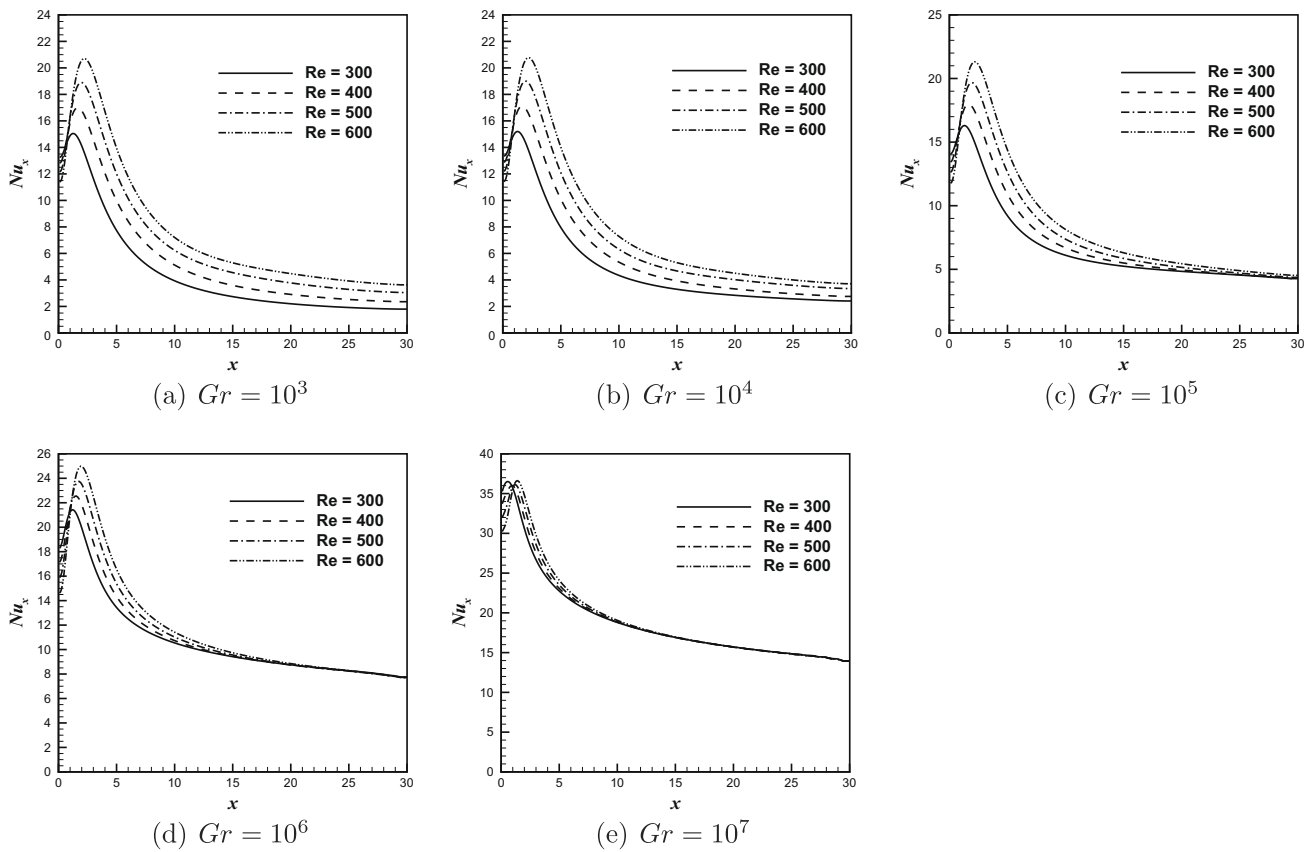 24
22
20
18
16
14
12
10
8
6
4
2
0
Nu_x
Re = 300
Re = 400
Re = 500
Re = 600
0 5 10 15 20 25 30
x
(a) Gr = 10^3
24
22
20
18
16
14
12
10
8
6
4
2
0
Nu_x
Re = 300
Re = 400
Re = 500
Re = 600
0 5 10 15 20 25 30
x
(b) Gr = 10^4
25
20
15
10
5
0
Nu_x
Re = 300
Re = 400
Re = 500
Re = 600
0 5 10 15 20 25 30
x
(c) Gr = 10^5
26
24
22
20
18
16
14
12
10
8
6
4
2
0
Nu_x
Re = 300
Re = 400
Re = 500
Re = 600
0 5 10 15 20 25 30
x
(d) Gr = 10^6
40
35
30
25
20
15
10
5
0
Nu_x
Re = 300
Re = 400
Re = 500
Re = 600
0 5 10 15 20 25 30
x
(e) Gr = 10^7